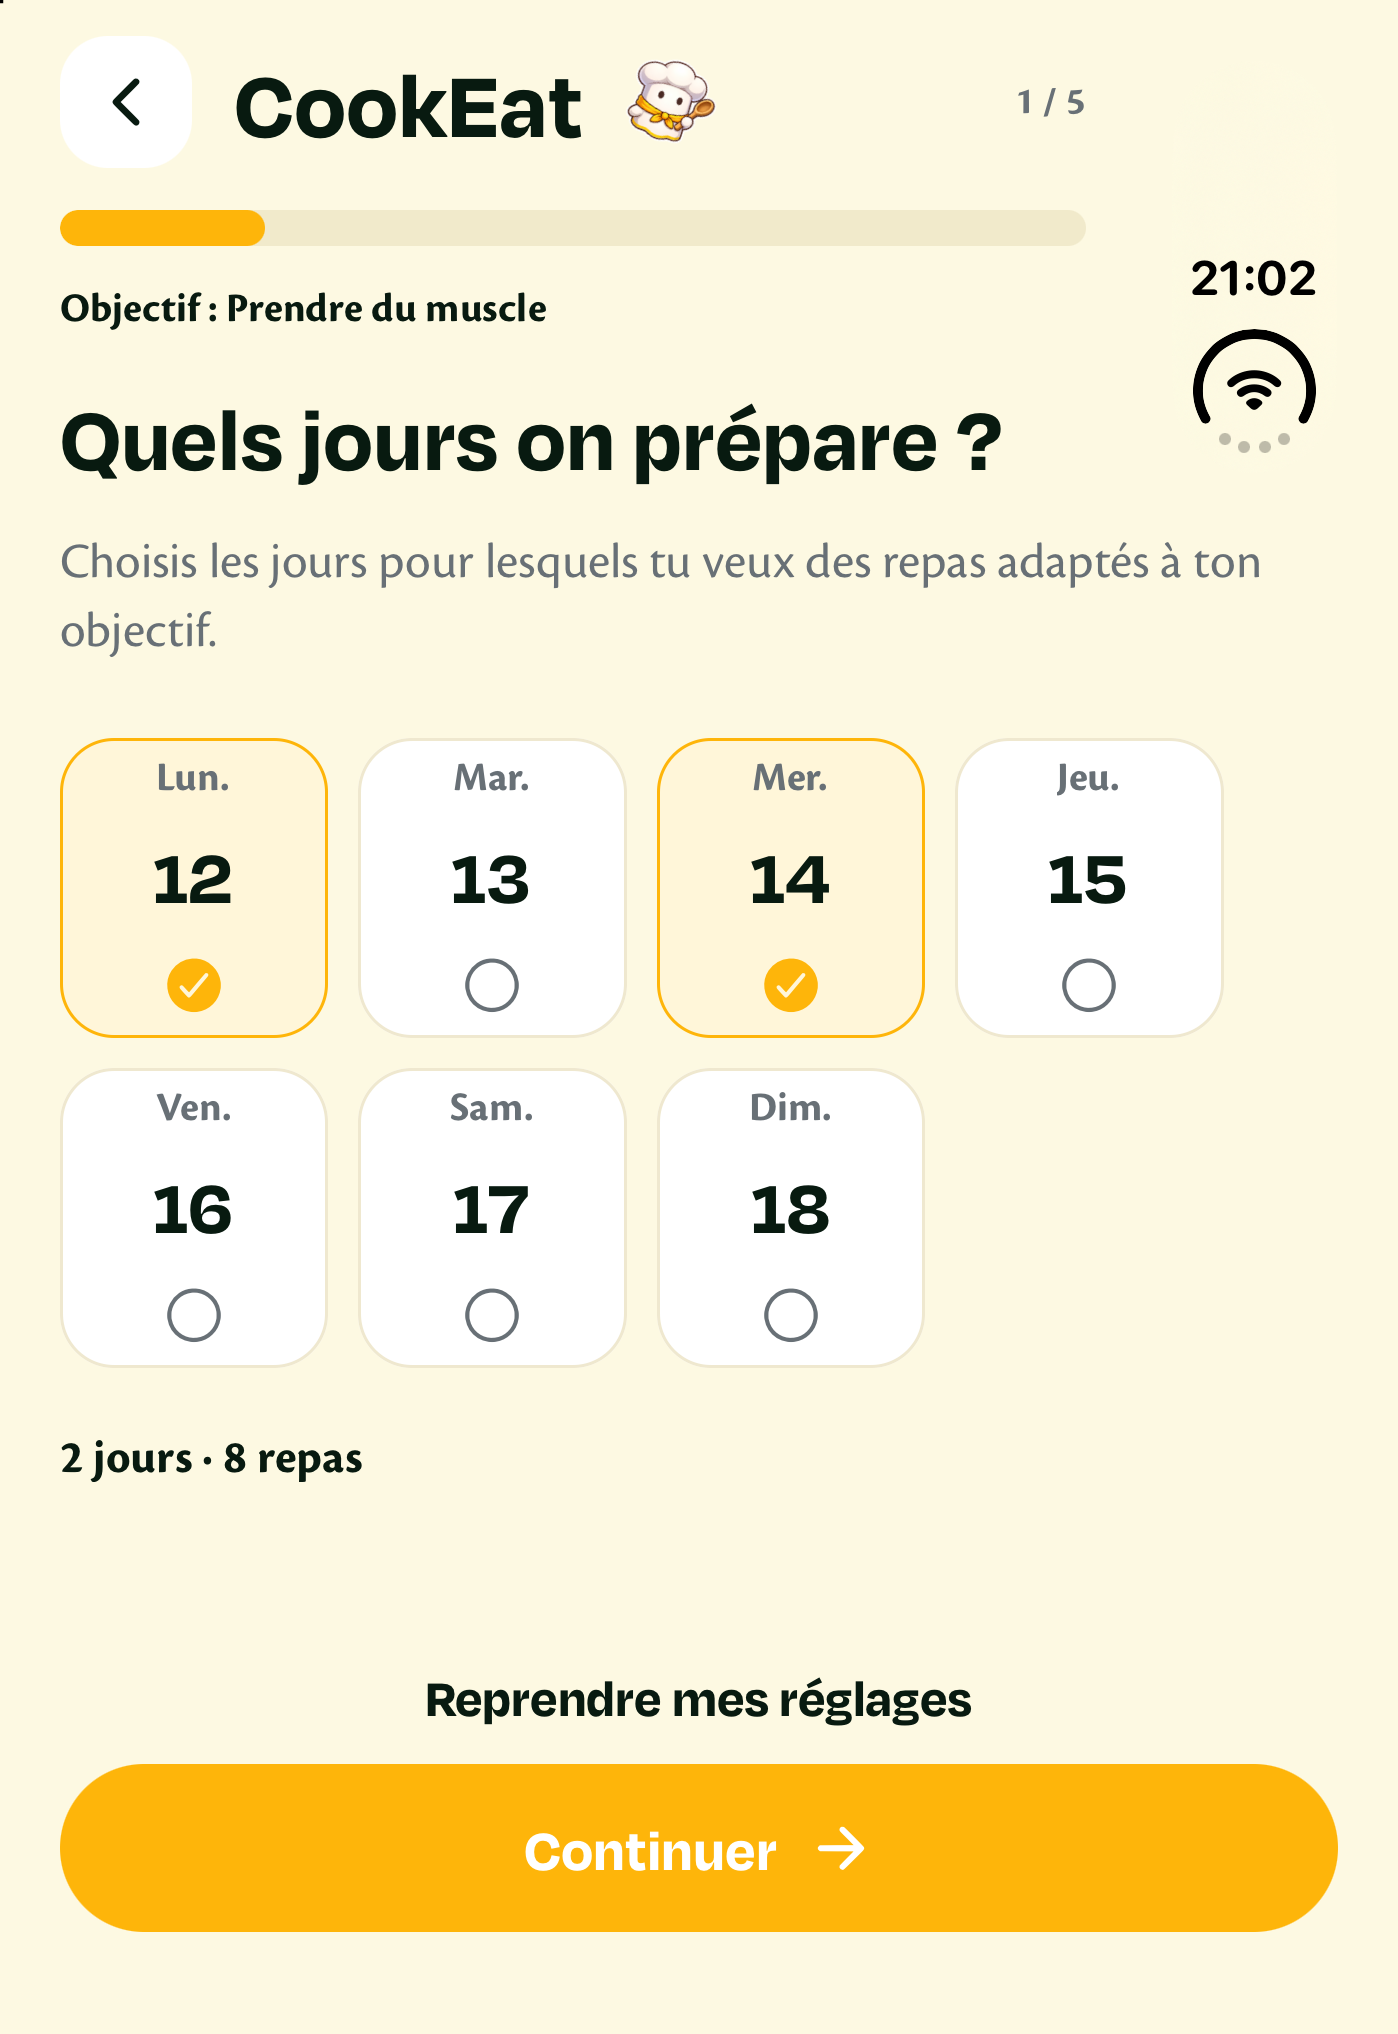 CookEat
1 / 5
21:02
Objectif : Prendre du muscle
Quels jours on prépare ?
Choisis les jours pour lesquels tu veux des repas adaptés à ton
objectif.
Lun. Mar. Mer. Jeu.
12 13 14 15
Ven. Sam. Dim.
16 17 18
2 jours · 8 repas
Reprendre mes réglages
Continuer →